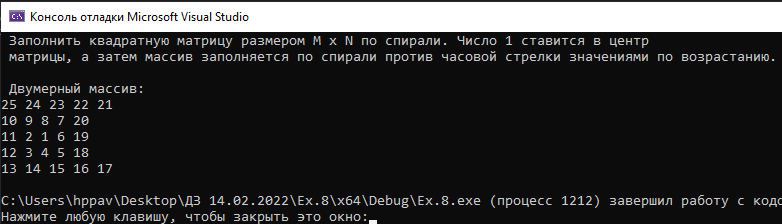 Консоль отладки Microsoft Visual Studio
Заполнить квадратную матрицу размером M x N по спирали. Число 1 ставится в центр
матрицы, а затем массив заполняется по спирали против часовой стрелки значениями по возрастанию.
Двумерный массив:
25 24 23 22 21
10 9 8 7 20
11 2 1 6 19
12 3 4 5 18
13 14 15 16 17
C:\Users\hppav\Desktop\ДЗ 14.02.2022\Ex.8\x64\Debug\Ex.8.exe (процесс 1212) завершил работу с код
Нажмите любую клавишу, чтобы закрыть это окно: